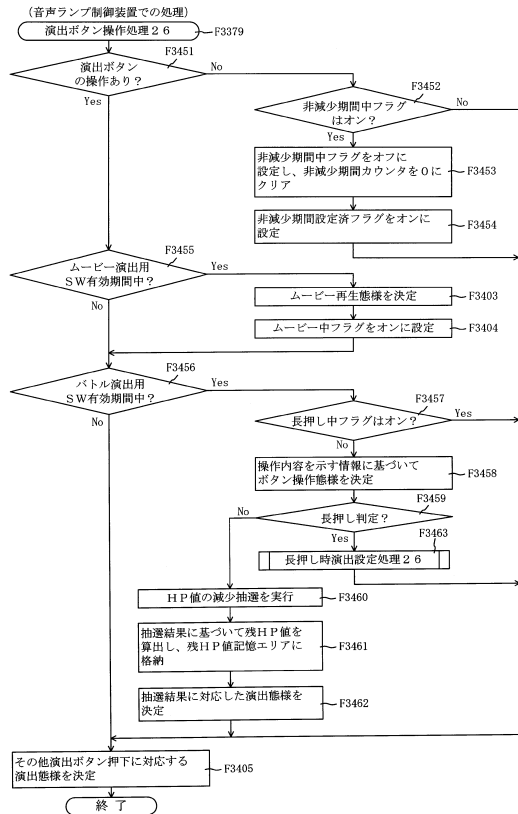 (音声ランプ制御装置での処理)
演出ボタン操作処理26
F3379
F3451
演出ボタン
の操作あり?
No
Yes
F3452
非減少期間中フラグ
はオン?
No
Yes
非減少期間中フラグをオフに
設定し、非減少期間カウンタを0に
クリア
F3453
非減少期間設定済フラグをオンに
設定
F3454
F3455
ムービー演出用
SW有効期間中?
Yes
No
ムービー再生態様を決定
F3403
ムービー中フラグをオンに設定
F3404
F3456
バトル演出用
SW有効期間中?
Yes
No
F3457
長押し中フラグはオン?
Yes
No
操作内容を示す情報に基づいて
ボタン操作態様を決定
F3458
F3459
長押し判定?
No
Yes
F3463
長押し時演出設定処理26
HP値の減少抽選を実行
F3460
抽選結果に基づいて残HP値を
算出し、残HP値記憶エリアに
格納
F3461
抽選結果に対応した演出態様を
決定
F3462
その他演出ボタン押下に対応する
演出態様を決定
F3405
終了